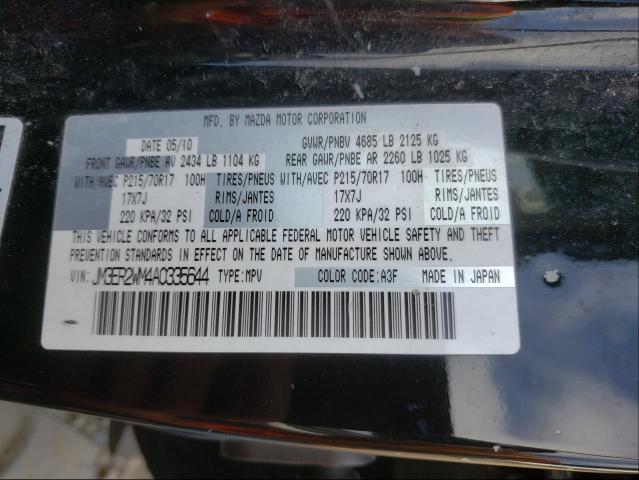 MFD. BY MAZDA MOTOR CORPORATION
DATE 05/10 GVWR/PNBV 4685 LB 2125 KG
FRONT GAWR/PNBE AV 2434 LB 1104 KG REAR GAWR/PNBE AR 2260 LB 1025 KG
WITH/AVEC P215/70R17 100H TIRES/PNEUS WITH/AVEC P215/70R17 100H TIRES/PNEUS
17X7J RIMS/JANTES 17X7J RIMS/JANTES
220 KPA/32 PSI COLD/A FROID 220 KPA/32 PSI COLD/A FROID
THIS VEHICLE CONFORMS TO ALL APPLICABLE FEDERAL MOTOR VEHICLE SAFETY AND THEFT
PREVENTION STANDARDS IN EFFECT ON THE DATE OF MANUFACTURE SHOWN ABOVE.
VIN: JM3ER2WM4A0335644 TYPE: MPV COLOR CODE: A3F MADE IN JAPAN